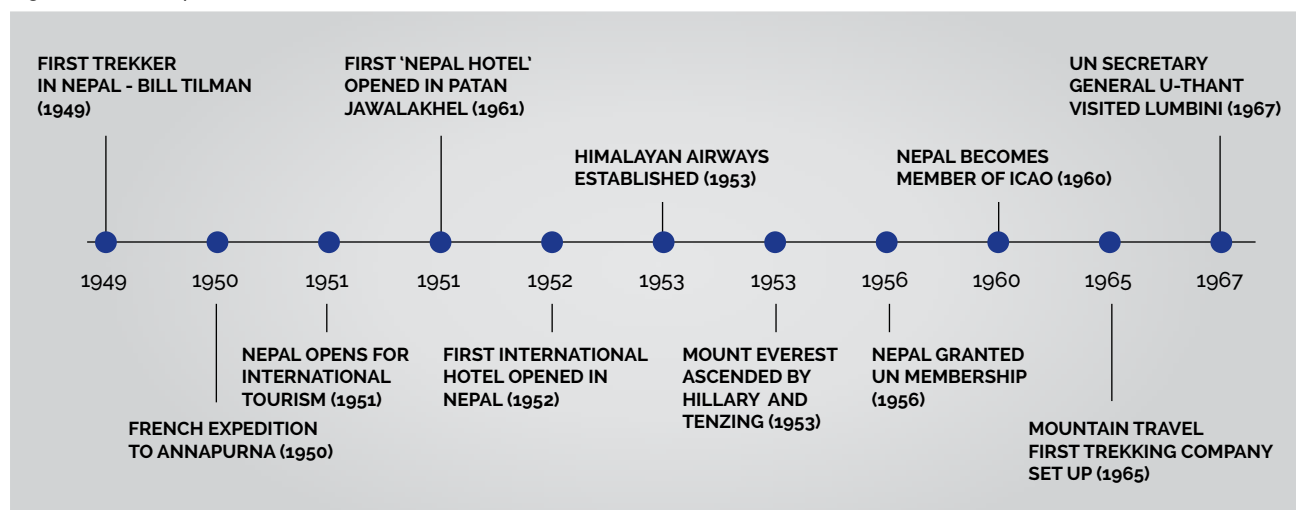 FIRST TREKKER
IN NEPAL - BILL TILMAN
(1949)
FIRST ‘NEPAL HOTEL’
OPENED IN PATAN
JAWALAKHEL (1961)
UN SECRETARY
GENERAL U-THANT
VISITED LUMBINI (1967)
HIMALAYAN AIRWAYS
ESTABLISHED (1953)
NEPAL BECOMES
MEMBER OF ICAO (1960)
1949 1950 1951 1951 1952 1953 1953 1956 1960 1965 1967
NEPAL OPENS FOR
INTERNATIONAL
TOURISM (1951)
FIRST INTERNATIONAL
HOTEL OPENED IN
NEPAL (1952)
MOUNT EVEREST
ASCENDED BY
HILLARY AND
TENZING (1953)
NEPAL GRANTED
UN MEMBERSHIP
(1956)
FRENCH EXPEDITION
TO ANNAPURNA (1950)
MOUNTAIN TRAVEL
FIRST TREKKING COMPANY
SET UP (1965)